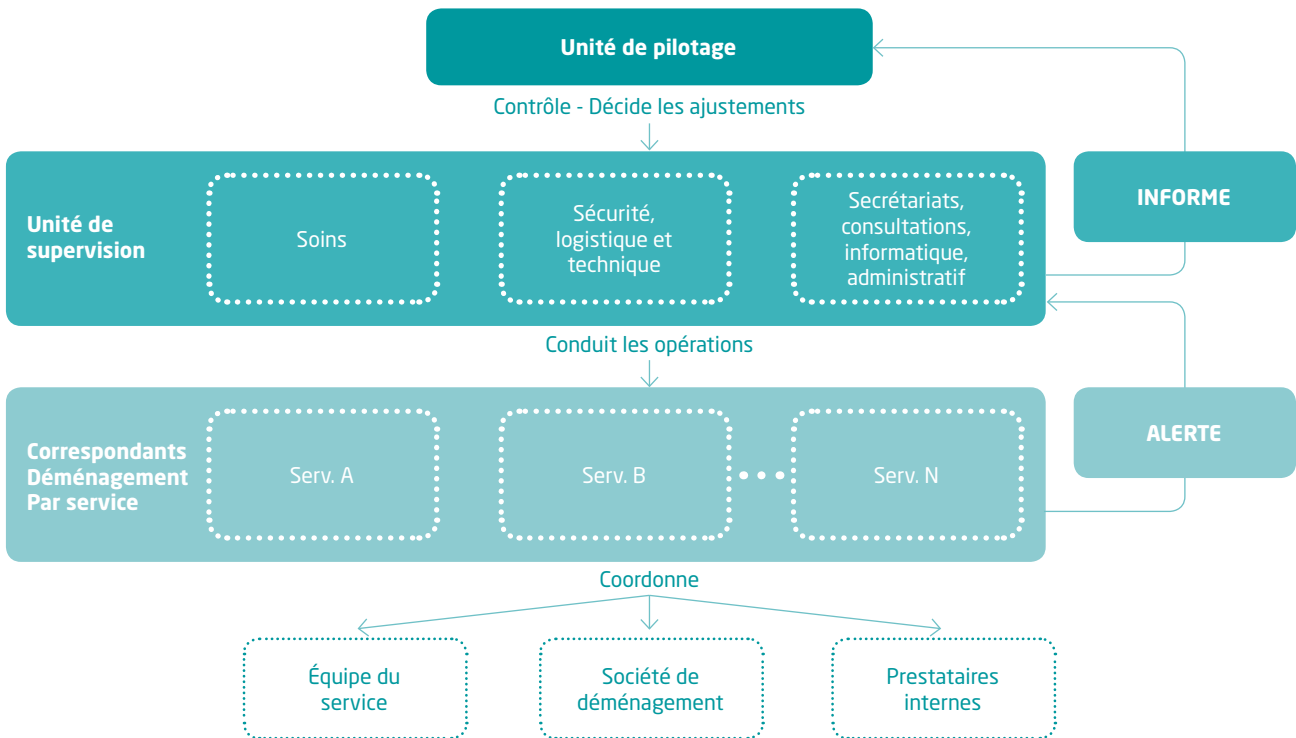 Unité de pilotage
Contrôle - Décide les ajustements
Unité de
supervision
Soins
Sécurité,
logistique et
technique
Secrétariats,
consultations,
informatique,
administratif
INFORME
Conduit les opérations
Correspondants
Déménagement
Par service
Serv. A
Serv. B
Serv. N
ALERTE
Coordonne
Équipe du
service
Société de
déménagement
Prestataires
internes